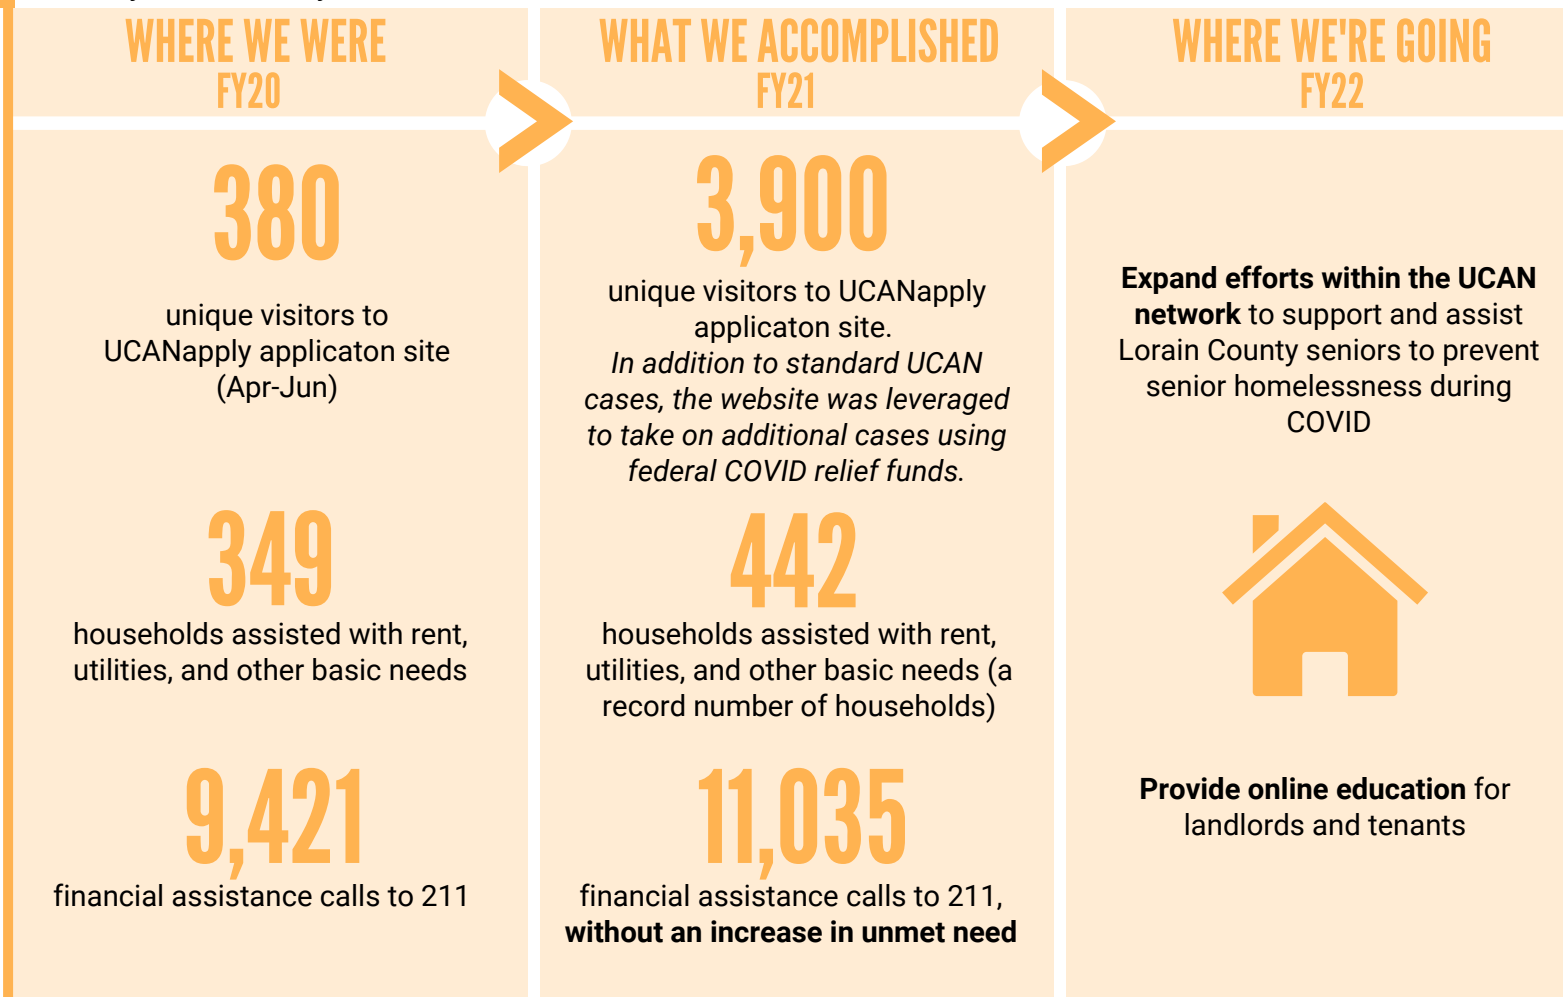 WHERE WE WERE
FY20
380
unique visitors to
UCANapply applicaton site
(Apr-Jun)
349
households assisted with rent,
utilities, and other basic needs
9,421
financial assistance calls to 211
WHAT WE ACCOMPLISHED
FY21
3,900
unique visitors to UCANapply
applicaton site.
In addition to standard UCAN
cases, the website was leveraged
to take on additional cases using
federal COVID relief funds.
442
households assisted with rent,
utilities, and other basic needs (a
record number of households)
11,035
financial assistance calls to 211,
without an increase in unmet need
WHERE WE'RE GOING
FY22
Expand efforts within the UCAN
network to support and assist
Lorain County seniors to prevent
senior homelessness during
COVID
Provide online education for
landlords and tenants